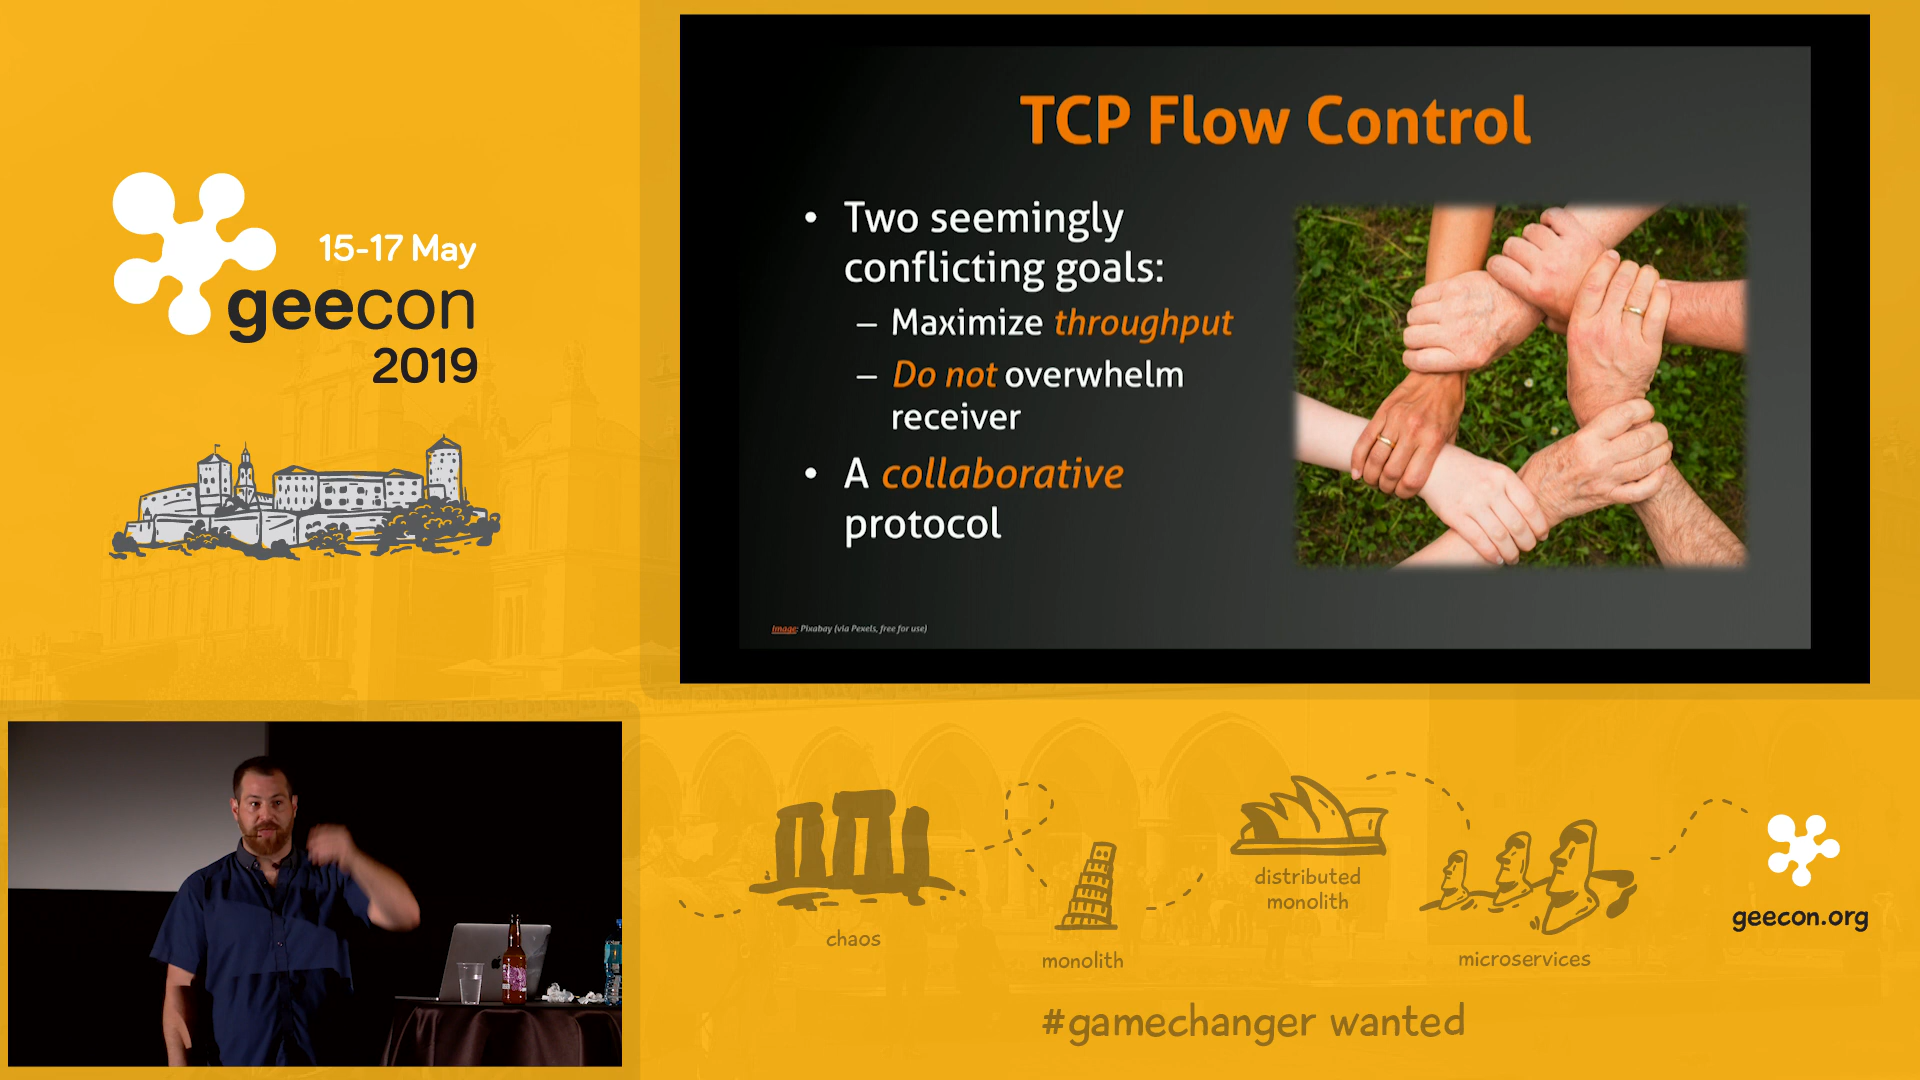 15-17 May
geecon
2019
TCP Flow Control
• Two seemingly
conflicting goals:
– Maximize throughput
– Do not overwhelm
receiver
• A collaborative
protocol
Image: Pixabay (via Pexels, free for use)
chaos
monolith
distributed
monolith
microservices
geecon.org
#gamechanger wanted